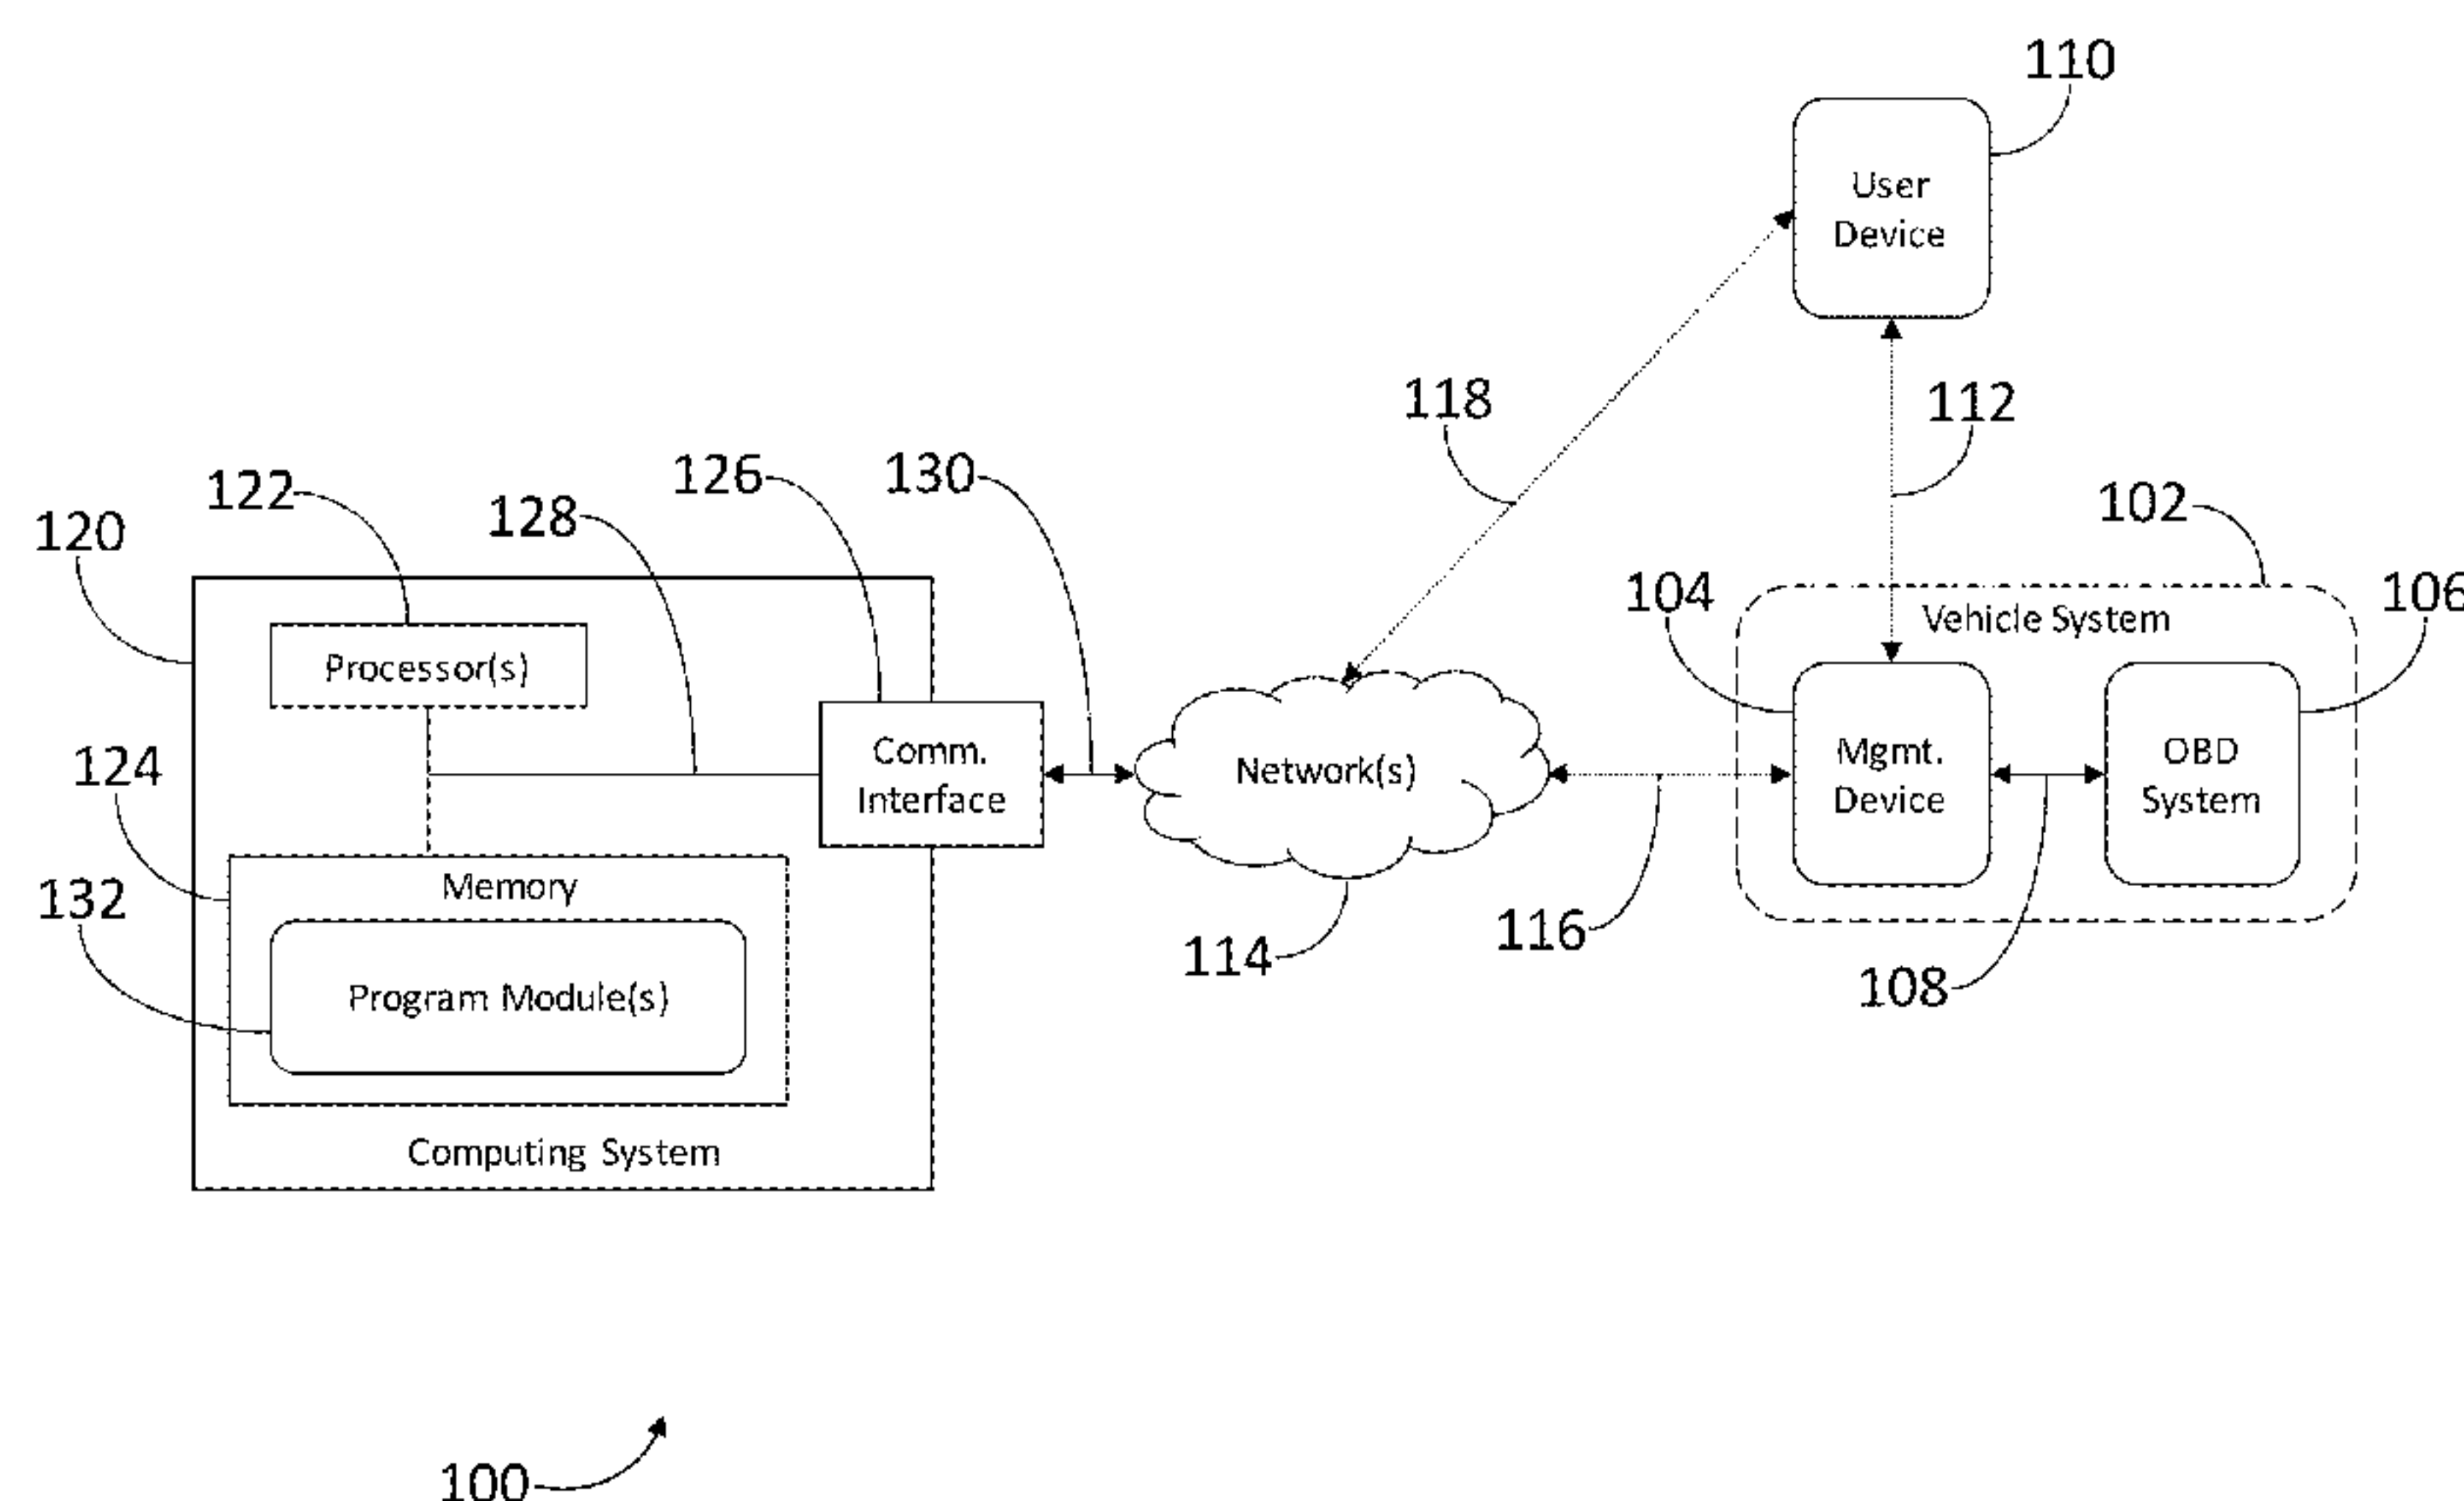 110
User
Device
118
112
122
126
130
128
102
120
104
106
Vehicle System
Processor(s)
124
Comm.
Interface
Network(s)
Mgmt.
Device
OBD
System
132
Memory
116
114
108
Program Module(s)
Computing System
100